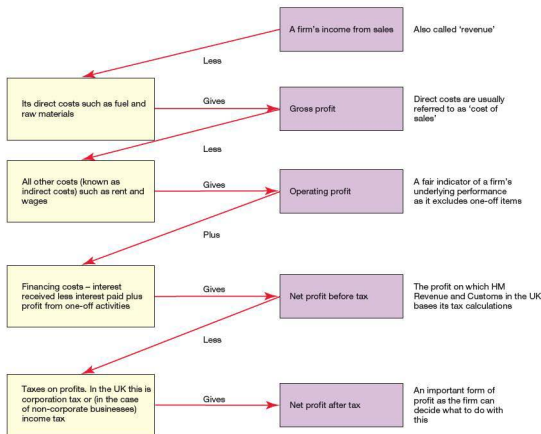 A firm's income from sales
Also called 'revenue'
Less
Its direct costs such as fuel and
raw materials
Gives
Gross profit
Direct costs are usually
referred to as 'cost of
sales'
Less
All other costs (known as
indirect costs) such as rent and
wages
Gives
Operating profit
A fair indicator of a firm's
underlying performance
as it excludes one-off items
Plus
Financing costs – interest
received less interest paid plus
profit from one-off activities
Gives
Net profit before tax
The profit on which HM
Revenue and Customs in the UK
bases its tax calculations
Less
Taxes on profits. In the UK this is
corporation tax or (in the case
of non-corporate businesses)
income tax
Gives
Net profit after tax
An important form of
profit as the firm can
decide what to do with
this